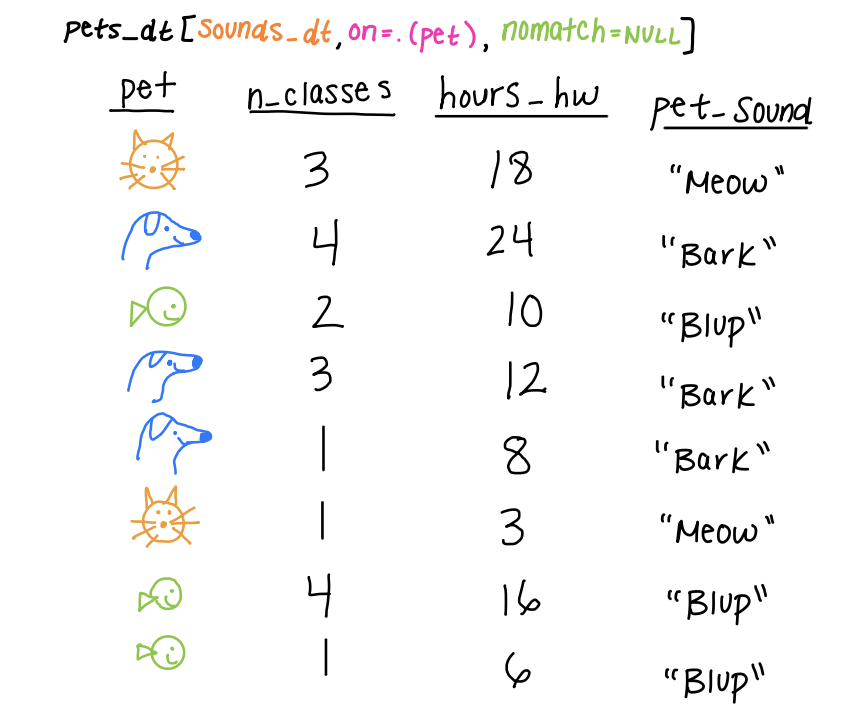 pets_dt[sounds_dt, on=.(pet), nomatch=NULL]
pet n_classes hours_hw pet_sound
3 18 "Meow"
4 24 "Bark"
2 10 "Blup"
3 12 "Bark"
1 8 "Bark"
1 3 "Meow"
4 16 "Blup"
1 6 "Blup"